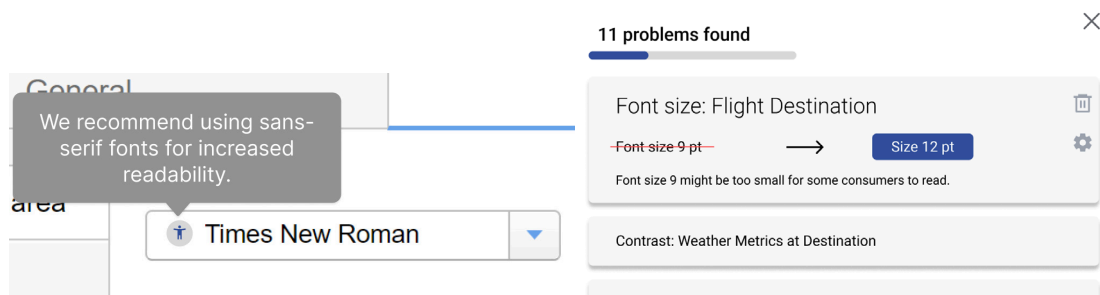 General
We recommend using sans-
serif fonts for increased
readability.
area
Times New Roman
11 problems found
Font size: Flight Destination
Font size 9 pt
Size 12 pt
Font size 9 might be too small for some consumers to read.
Contrast: Weather Metrics at Destination